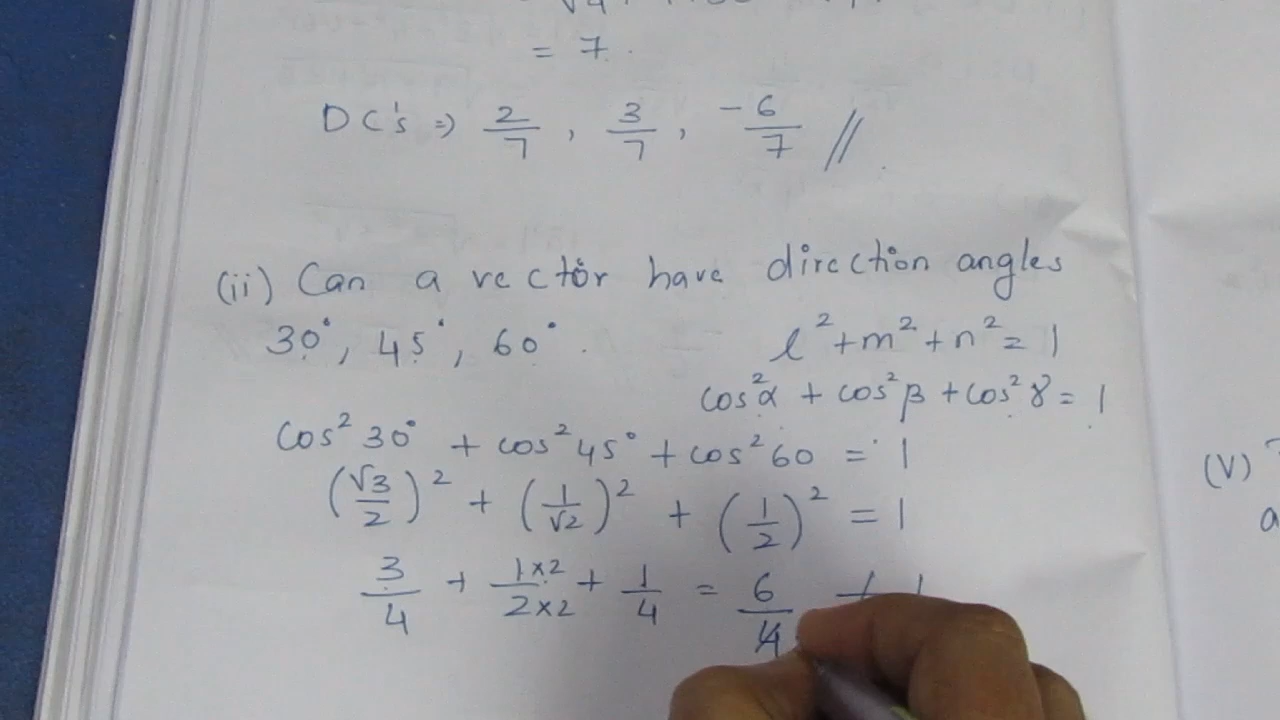 = 7.
DC's ⇒ 2/7, 3/7, -6/7 //
(ii) Can a vector have direction angles
30°, 45°, 60°.
l² + m² + n² = 1
cos²α + cos²β + cos²γ = 1
cos² 30° + cos² 45° + cos² 60 = 1
(√3/2)² + (1/√2)² + (1/2)² = 1
3/4 + 1×2/2×2 + 1/4 = 6/4 ≠ 1
(V)
a